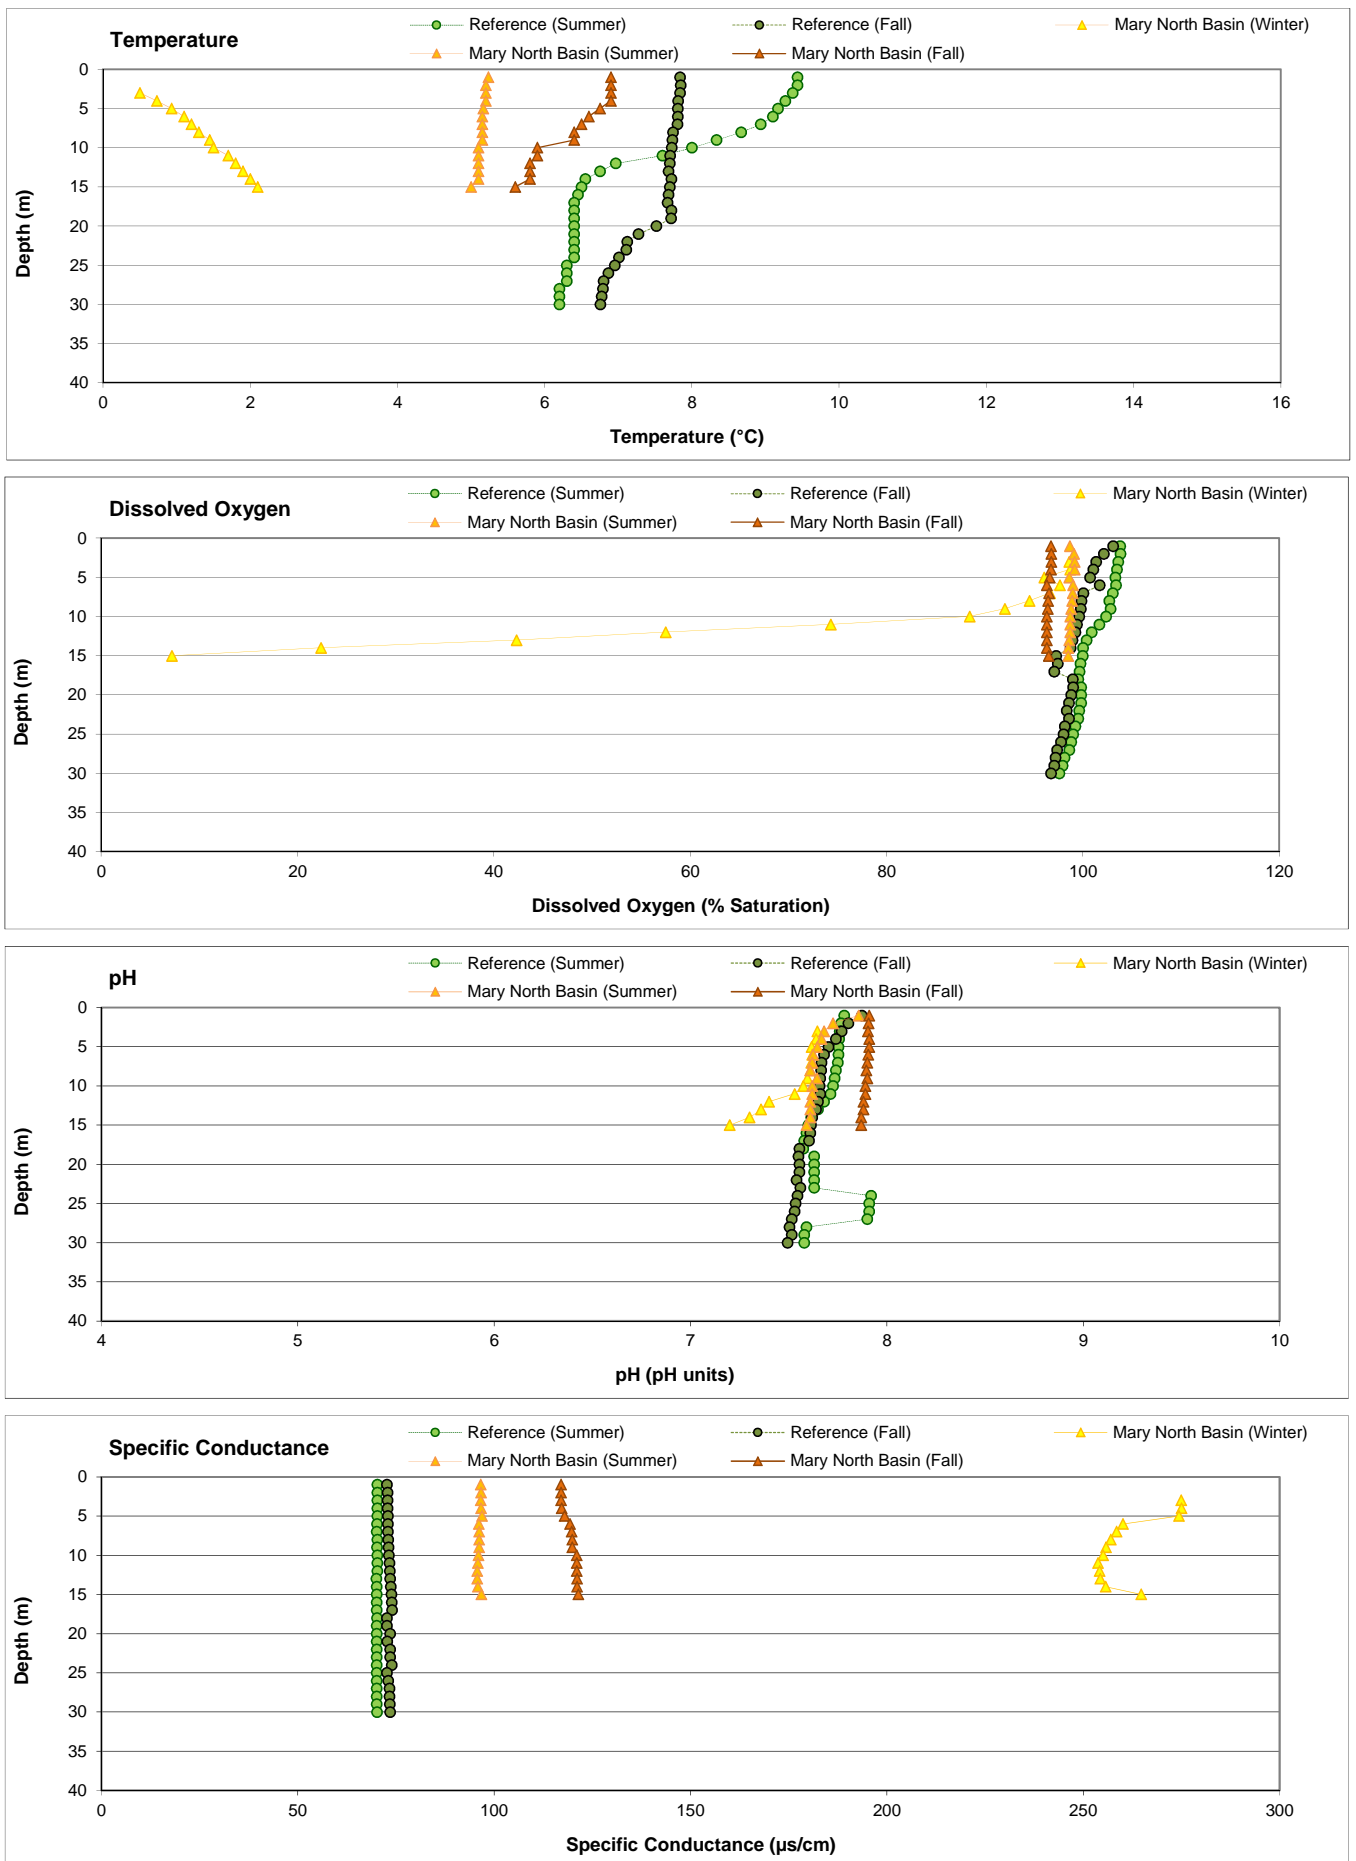 Temperature
Reference (Summer) Reference (Fall) Mary North Basin (Winter)
Mary North Basin (Summer) Mary North Basin (Fall)
Depth (m)
0
5
10
15
20
25
30
35
40
0 2 4 6 8 10 12 14 16
Temperature (°C)
Dissolved Oxygen
Reference (Summer) Reference (Fall) Mary North Basin (Winter)
Mary North Basin (Summer) Mary North Basin (Fall)
Depth (m)
0
5
10
15
20
25
30
35
40
0 20 40 60 80 100 120
Dissolved Oxygen (% Saturation)
pH
Reference (Summer) Reference (Fall) Mary North Basin (Winter)
Mary North Basin (Summer) Mary North Basin (Fall)
Depth (m)
0
5
10
15
20
25
30
35
40
4 5 6 7 8 9 10
pH (pH units)
Specific Conductance
Reference (Summer) Reference (Fall) Mary North Basin (Winter)
Mary North Basin (Summer) Mary North Basin (Fall)
Depth (m)
0
5
10
15
20
25
30
35
40
0 50 100 150 200 250 300
Specific Conductance (µs/cm)